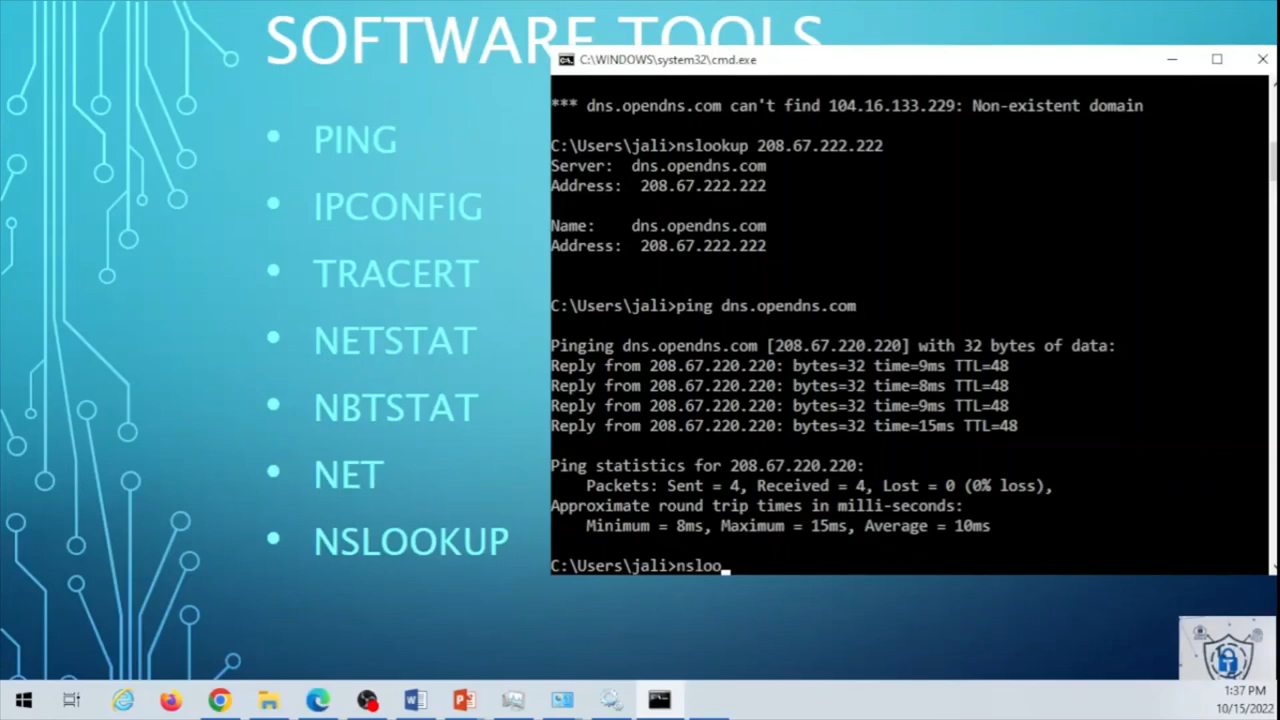 SOFTWARE TOOLS
PING
IPCONFIG
TRACERT
NETSTAT
NBTSTAT
NET
NSLOOKUP
C:\WINDOWS\system32\cmd.exe
*** dns.opendns.com can't find 104.16.133.229: Non-existent domain
C:\Users\jali>nslookup 208.67.222.222
Server:  dns.opendns.com
Address:  208.67.222.222
Name:    dns.opendns.com
Address:  208.67.222.222
C:\Users\jali>ping dns.opendns.com
Pinging dns.opendns.com [208.67.220.220] with 32 bytes of data:
Reply from 208.67.220.220: bytes=32 time=9ms TTL=48
Reply from 208.67.220.220: bytes=32 time=8ms TTL=48
Reply from 208.67.220.220: bytes=32 time=9ms TTL=48
Reply from 208.67.220.220: bytes=32 time=15ms TTL=48
Ping statistics for 208.67.220.220:
Packets: Sent = 4, Received = 4, Lost = 0 (0% loss),
Approximate round trip times in milli-seconds:
Minimum = 8ms, Maximum = 15ms, Average = 10ms
C:\Users\jali>nsloo_
1:37 PM
10/15/2022